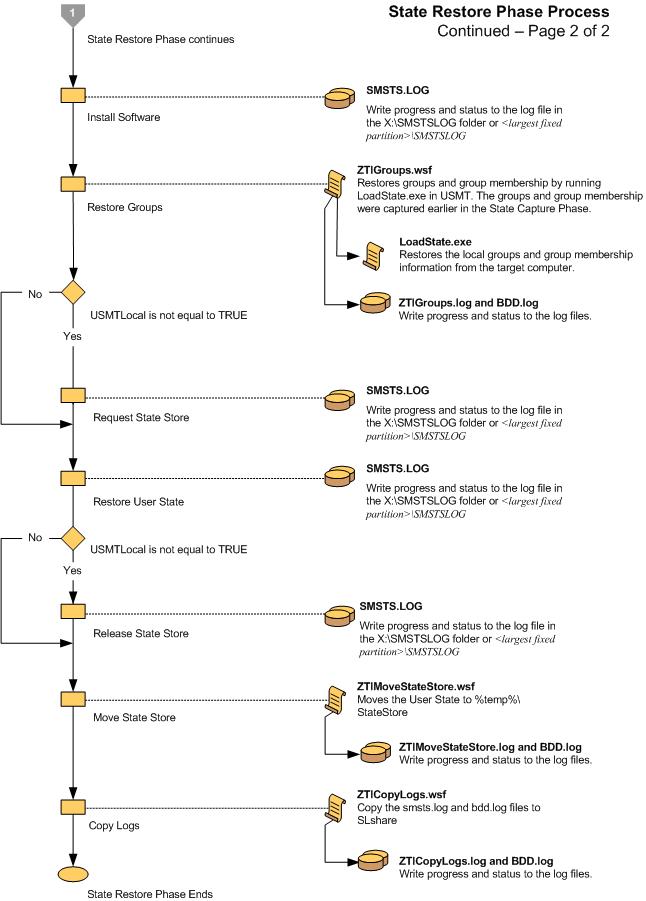 1
State Restore Phase Process
Continued – Page 2 of 2
State Restore Phase continues
SMSTS.LOG
Write progress and status to the log file in
the X:\SMSTSLOG folder or <largest fixed
partition>\SMSTSLOG
Install Software
ZTIGroups.wsf
Restores groups and group membership by running
LoadState.exe in USMT. The groups and group membership
were captured earlier in the State Capture Phase.
Restore Groups
LoadState.exe
Restores the local groups and group membership
information from the target computer.
ZTIGroups.log and BDD.log
Write progress and status to the log files.
No
USMTLocal is not equal to TRUE
Yes
SMSTS.LOG
Write progress and status to the log file in
the X:\SMSTSLOG folder or <largest fixed
partition>\SMSTSLOG
Request State Store
SMSTS.LOG
Write progress and status to the log file in
the X:\SMSTSLOG folder or <largest fixed
partition>\SMSTSLOG
Restore User State
No
USMTLocal is not equal to TRUE
Yes
SMSTS.LOG
Write progress and status to the log file in
the X:\SMSTSLOG folder or <largest fixed
partition>\SMSTSLOG
Release State Store
ZTIMoveStateStore.wsf
Moves the User State to %temp%\
StateStore
Move State Store
ZTIMoveStateStore.log and BDD.log
Write progress and status to the log files.
ZTICopyLogs.wsf
Copy the smsts.log and bdd.log files to
SLshare
Copy Logs
ZTICopyLogs.log and BDD.log
Write progress and status to the log files.
State Restore Phase Ends